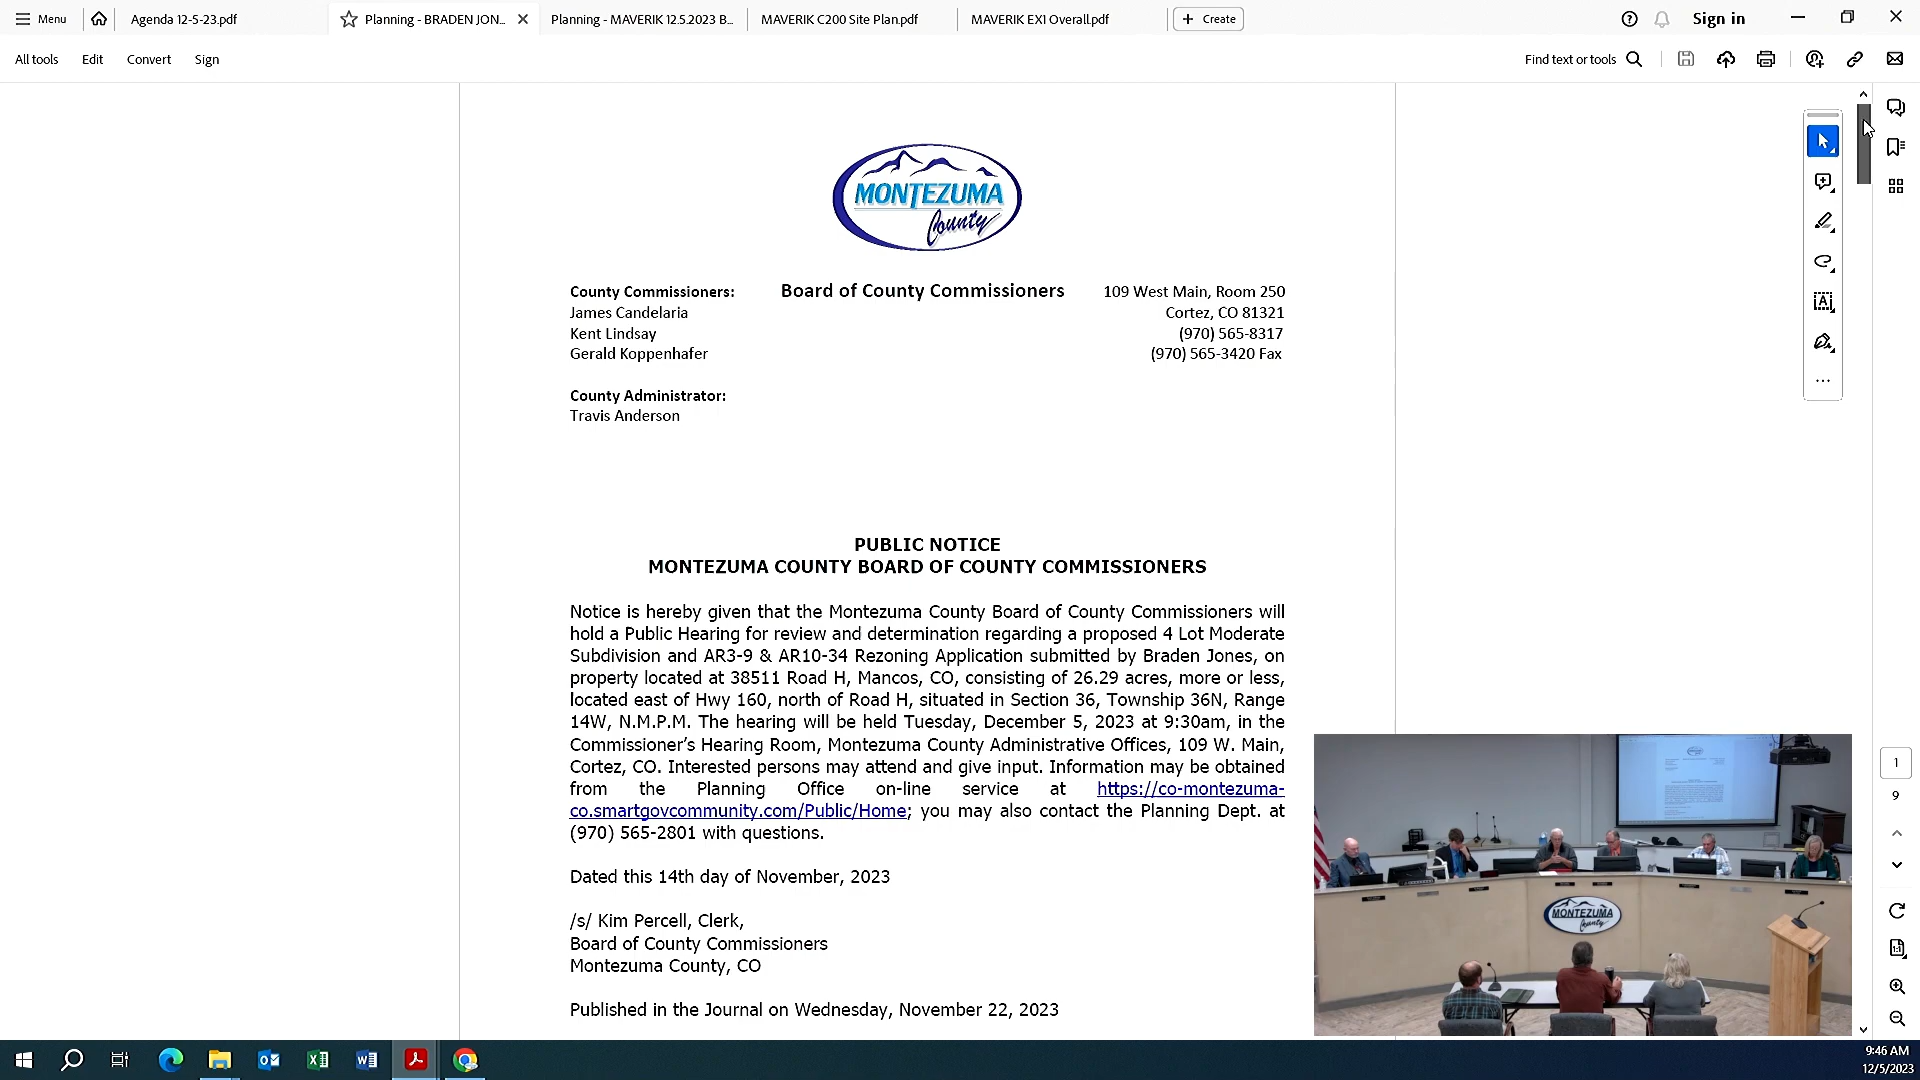 Menu
Agenda 12-5-23.pdf
Planning - BRADEN JON...
Planning - MAVERIK 12.5.2023 B...
MAVERIK C200 Site Plan.pdf
MAVERIK EX1 Overall.pdf
Create
Sign in
All tools
Edit
Convert
Sign
Find text or tools
MONTEZUMA
County
County Commissioners:
James Candelaria
Kent Lindsay
Gerald Koppenhafer
County Administrator:
Travis Anderson
Board of County Commissioners
109 West Main, Room 250
Cortez, CO 81321
(970) 565-8317
(970) 565-3420 Fax
PUBLIC NOTICE
MONTEZUMA COUNTY BOARD OF COUNTY COMMISSIONERS
Notice is hereby given that the Montezuma County Board of County Commissioners will
hold a Public Hearing for review and determination regarding a proposed 4 Lot Moderate
Subdivision and AR3-9 & AR10-34 Rezoning Application submitted by Braden Jones, on
property located at 38511 Road H, Mancos, CO, consisting of 26.29 acres, more or less,
located east of Hwy 160, north of Road H, situated in Section 36, Township 36N, Range
14W, N.M.P.M. The hearing will be held Tuesday, December 5, 2023 at 9:30am, in the
Commissioner's Hearing Room, Montezuma County Administrative Offices, 109 W. Main,
Cortez, CO. Interested persons may attend and give input. Information may be obtained
from the Planning Office on-line service at https://co-montezuma-
co.smartgovcommunity.com/Public/Home; you may also contact the Planning Dept. at
(970) 565-2801 with questions.
Dated this 14th day of November, 2023
/s/ Kim Percell, Clerk,
Board of County Commissioners
Montezuma County, CO
Published in the Journal on Wednesday, November 22, 2023
MONTEZUMA
County
1
9
9:46 AM
12/5/2023